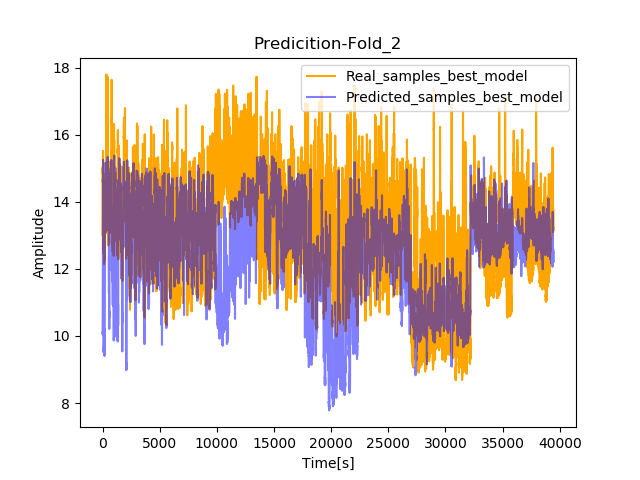 Predicition-Fold_2
Real_samples_best_model
Predicted_samples_best_model
18
16
14
12
10
8
Amplitude
0 5000 10000 15000 20000 25000 30000 35000 40000
Time[s]